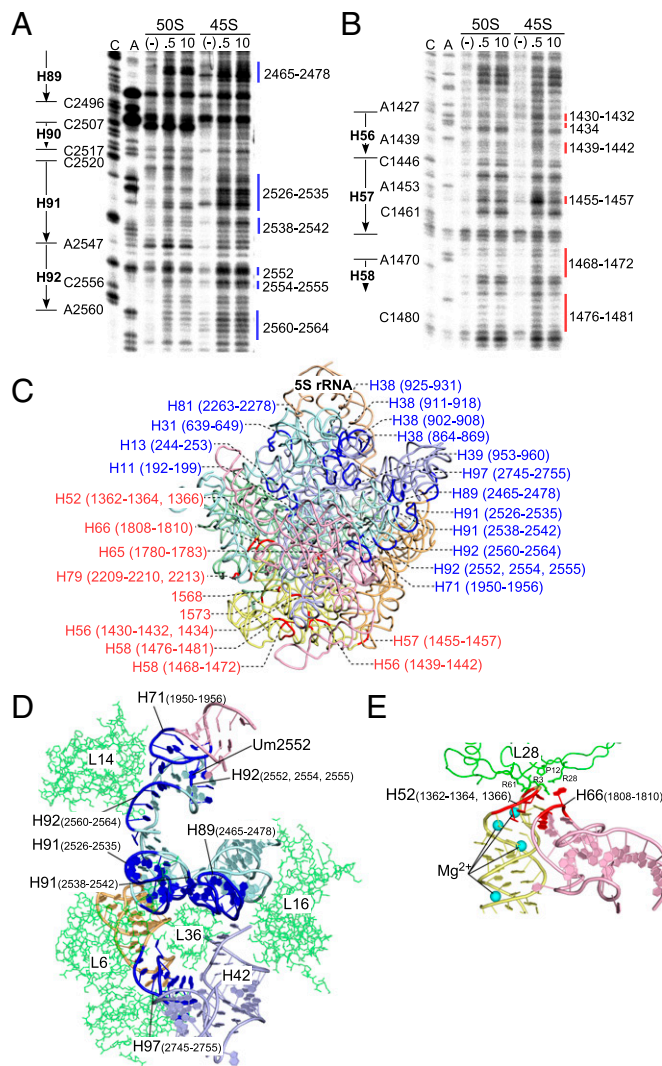 A
50S 45S
C A (-) .5 10 (-) .5 10
H89
2465-2478
C2496
C2507
H90
C2517
C2520
2526-2535
H91
2538-2542
A2547
H92
2552
C2556
2554-2555
A2560
2560-2564
B
50S 45S
C A (-) .5 10 (-) .5 10
A1427
1430-1432
1434
H56
A1439
1439-1442
C1446
A1453
H57
1455-1457
C1461
A1470
1468-1472
H58
1476-1481
C1480
C
5S rRNA
H38 (925-931)
H81 (2263-2278)
H38 (911-918)
H31 (639-649)
H38 (902-908)
H38 (864-869)
H13 (244-253)
H39 (953-960)
H11 (192-199)
H97 (2745-2755)
H52 (1362-1364, 1366)
H89 (2465-2478)
H66 (1808-1810)
H91 (2526-2535)
H65 (1780-1783)
H91 (2538-2542)
H79 (2209-2210, 2213)
H92 (2560-2564)
1568
H92 (2552, 2554, 2555)
1573
H71 (1950-1956)
H56 (1430-1432, 1434)
H58 (1476-1481)
H57 (1455-1457)
H58 (1468-1472)
H56 (1439-1442)
D
H71(1950-1956)
L14
Um2552
H92(2552, 2554, 2555)
H92(2560-2564)
H89(2465-2478)
H91(2526-2535)
H91(2538-2542)
L16
L36
L6
H42
H97(2745-2755)
E
L28
P12
R61 R3 R28
H52(1362-1364, 1366)
H66(1808-1810)
Mg2+